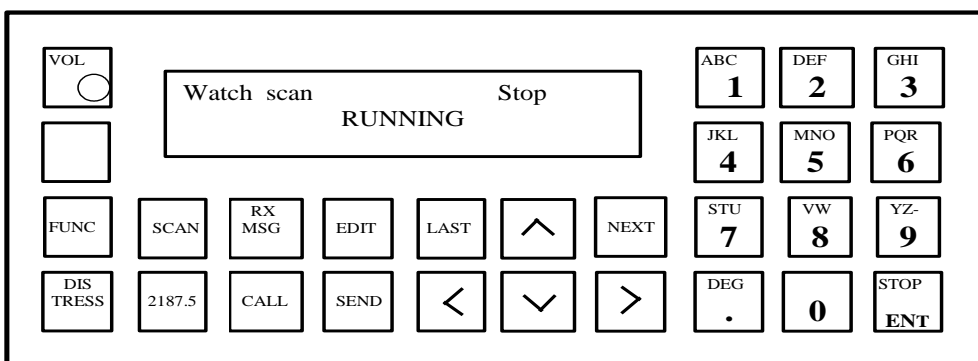 VOL
Watch scan Stop
RUNNING
ABC
1
DEF
2
GHI
3
JKL
4
MNO
5
PQR
6
FUNC
SCAN
RX
MSG
EDIT
LAST
NEXT
STU
7
VW
8
YZ-
9
DIS
TRESS
2187.5
CALL
SEND
DEG
.
0
STOP
ENT